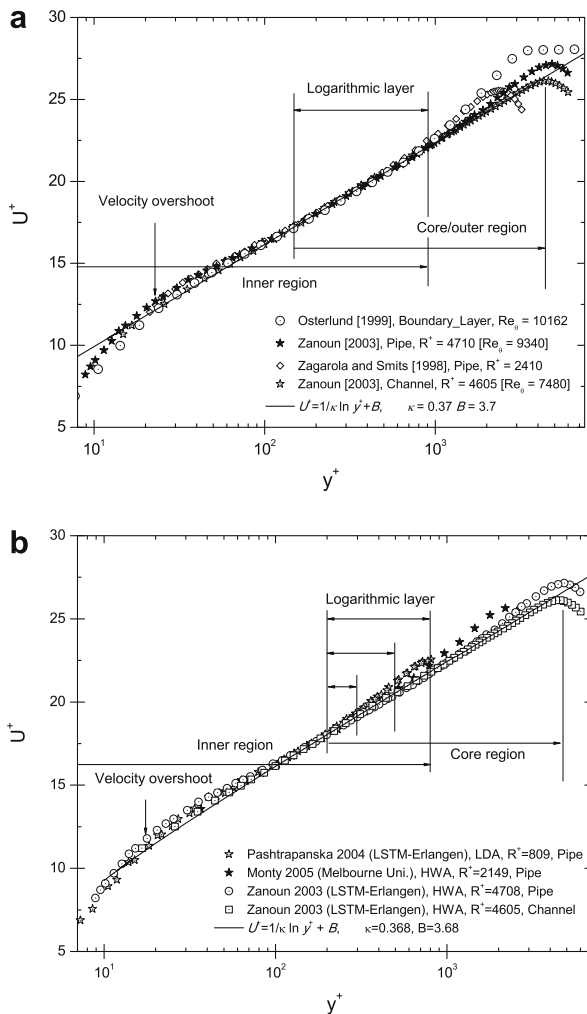 a
30
25
20
15
10
5
U⁺
Logarithmic layer
Velocity overshoot
Core/outer region
Inner region
Osterlund [1999], Boundary_Layer, Re_θ = 10162
Zanoun [2003], Pipe, R⁺ = 4710 [Re_θ = 9340]
Zagarola and Smits [1998], Pipe, R⁺ = 2410
Zanoun [2003], Channel, R⁺ = 4605 [Re_θ = 7480]
U⁺=1/κ ln y⁺+B, κ = 0.37 B = 3.7
10¹ 10² 10³
y⁺
b
30
25
20
15
10
5
U⁺
Logarithmic layer
Inner region
Core region
Velocity overshoot
Pashtrapanska 2004 (LSTM-Erlangen), LDA, R⁺=809, Pipe
Monty 2005 (Melbourne Uni.), HWA, R⁺=2149, Pipe
Zanoun 2003 (LSTM-Erlangen), HWA, R⁺=4708, Pipe
Zanoun 2003 (LSTM-Erlangen), HWA, R⁺=4605, Channel
U⁺=1/κ ln y⁺ + B, κ=0.368, B=3.68
10¹ 10² 10³
y⁺